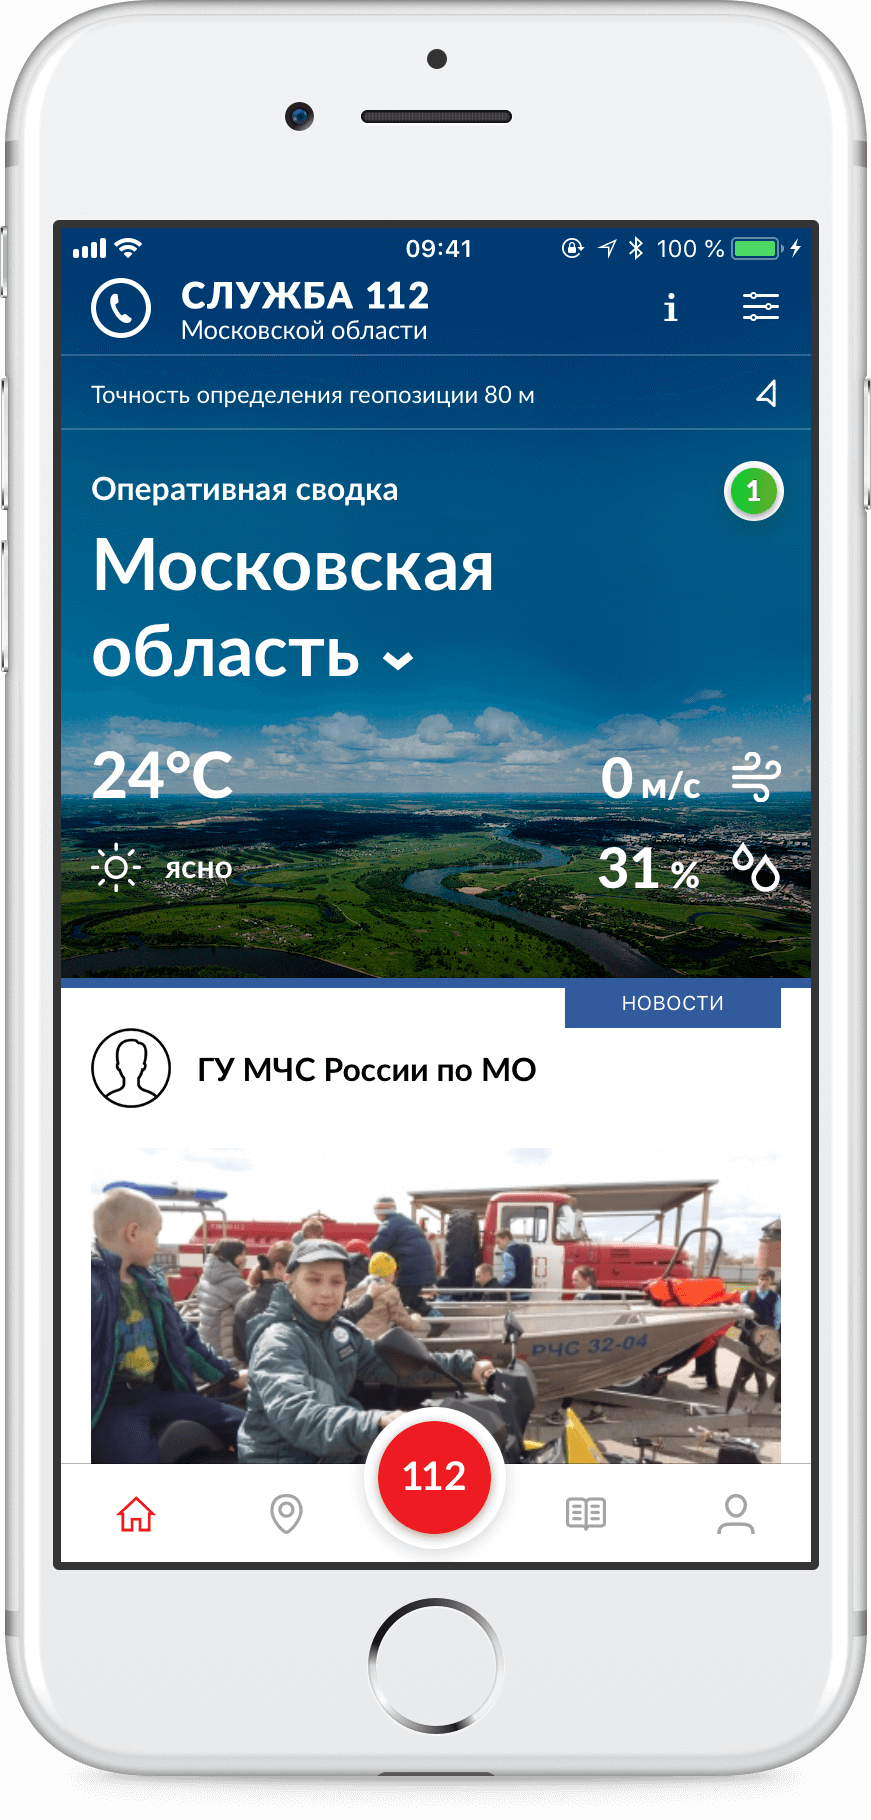 09:41
100 %
СЛУЖБА 112
Московской области
i
Точность определения геопозиции 80 м
Оперативная сводка
1
Московская
область
24°C
0 м/с
ясно
31 %
НОВОСТИ
ГУ МЧС России по МО
РЧС 32-04
112